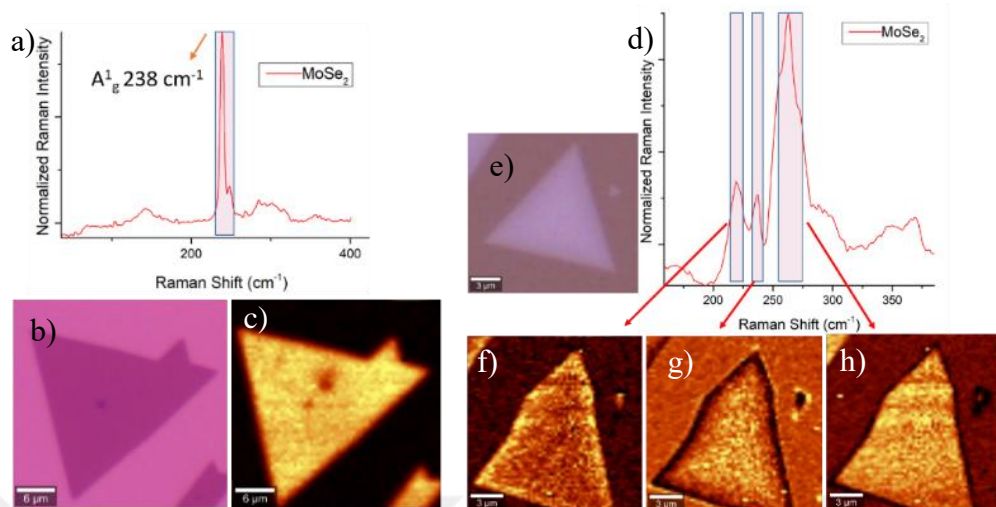 a)
A¹g 238 cm⁻¹
MoSe₂
Normalized Raman Intensity
200
400
Raman Shift (cm⁻¹)
b)
6 µm
c)
6 µm
d)
MoSe₂
Normalized Raman Intensity
200
250
300
350
Raman Shift (cm⁻¹)
e)
3 µm
f)
3 µm
g)
3 µm
h)
3 µm